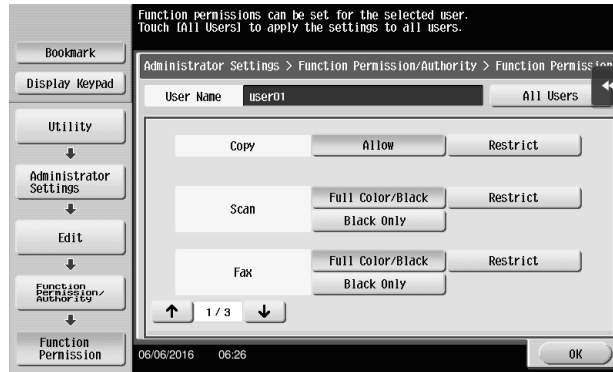 Function permissions can be set for the selected user.
Touch [All Users] to apply the settings to all users.
Bookmark
Display Keypad
Utility
Administrator
Settings
Edit
Function
Permission/
Authority
Function
Permission
Administrator Settings > Function Permission/Authority > Function Permission
User Name
user01
All Users
Copy
Allow
Restrict
Scan
Full Color/Black
Restrict
Black Only
Fax
Full Color/Black
Restrict
Black Only
1/3
06/06/2016 06:26
OK